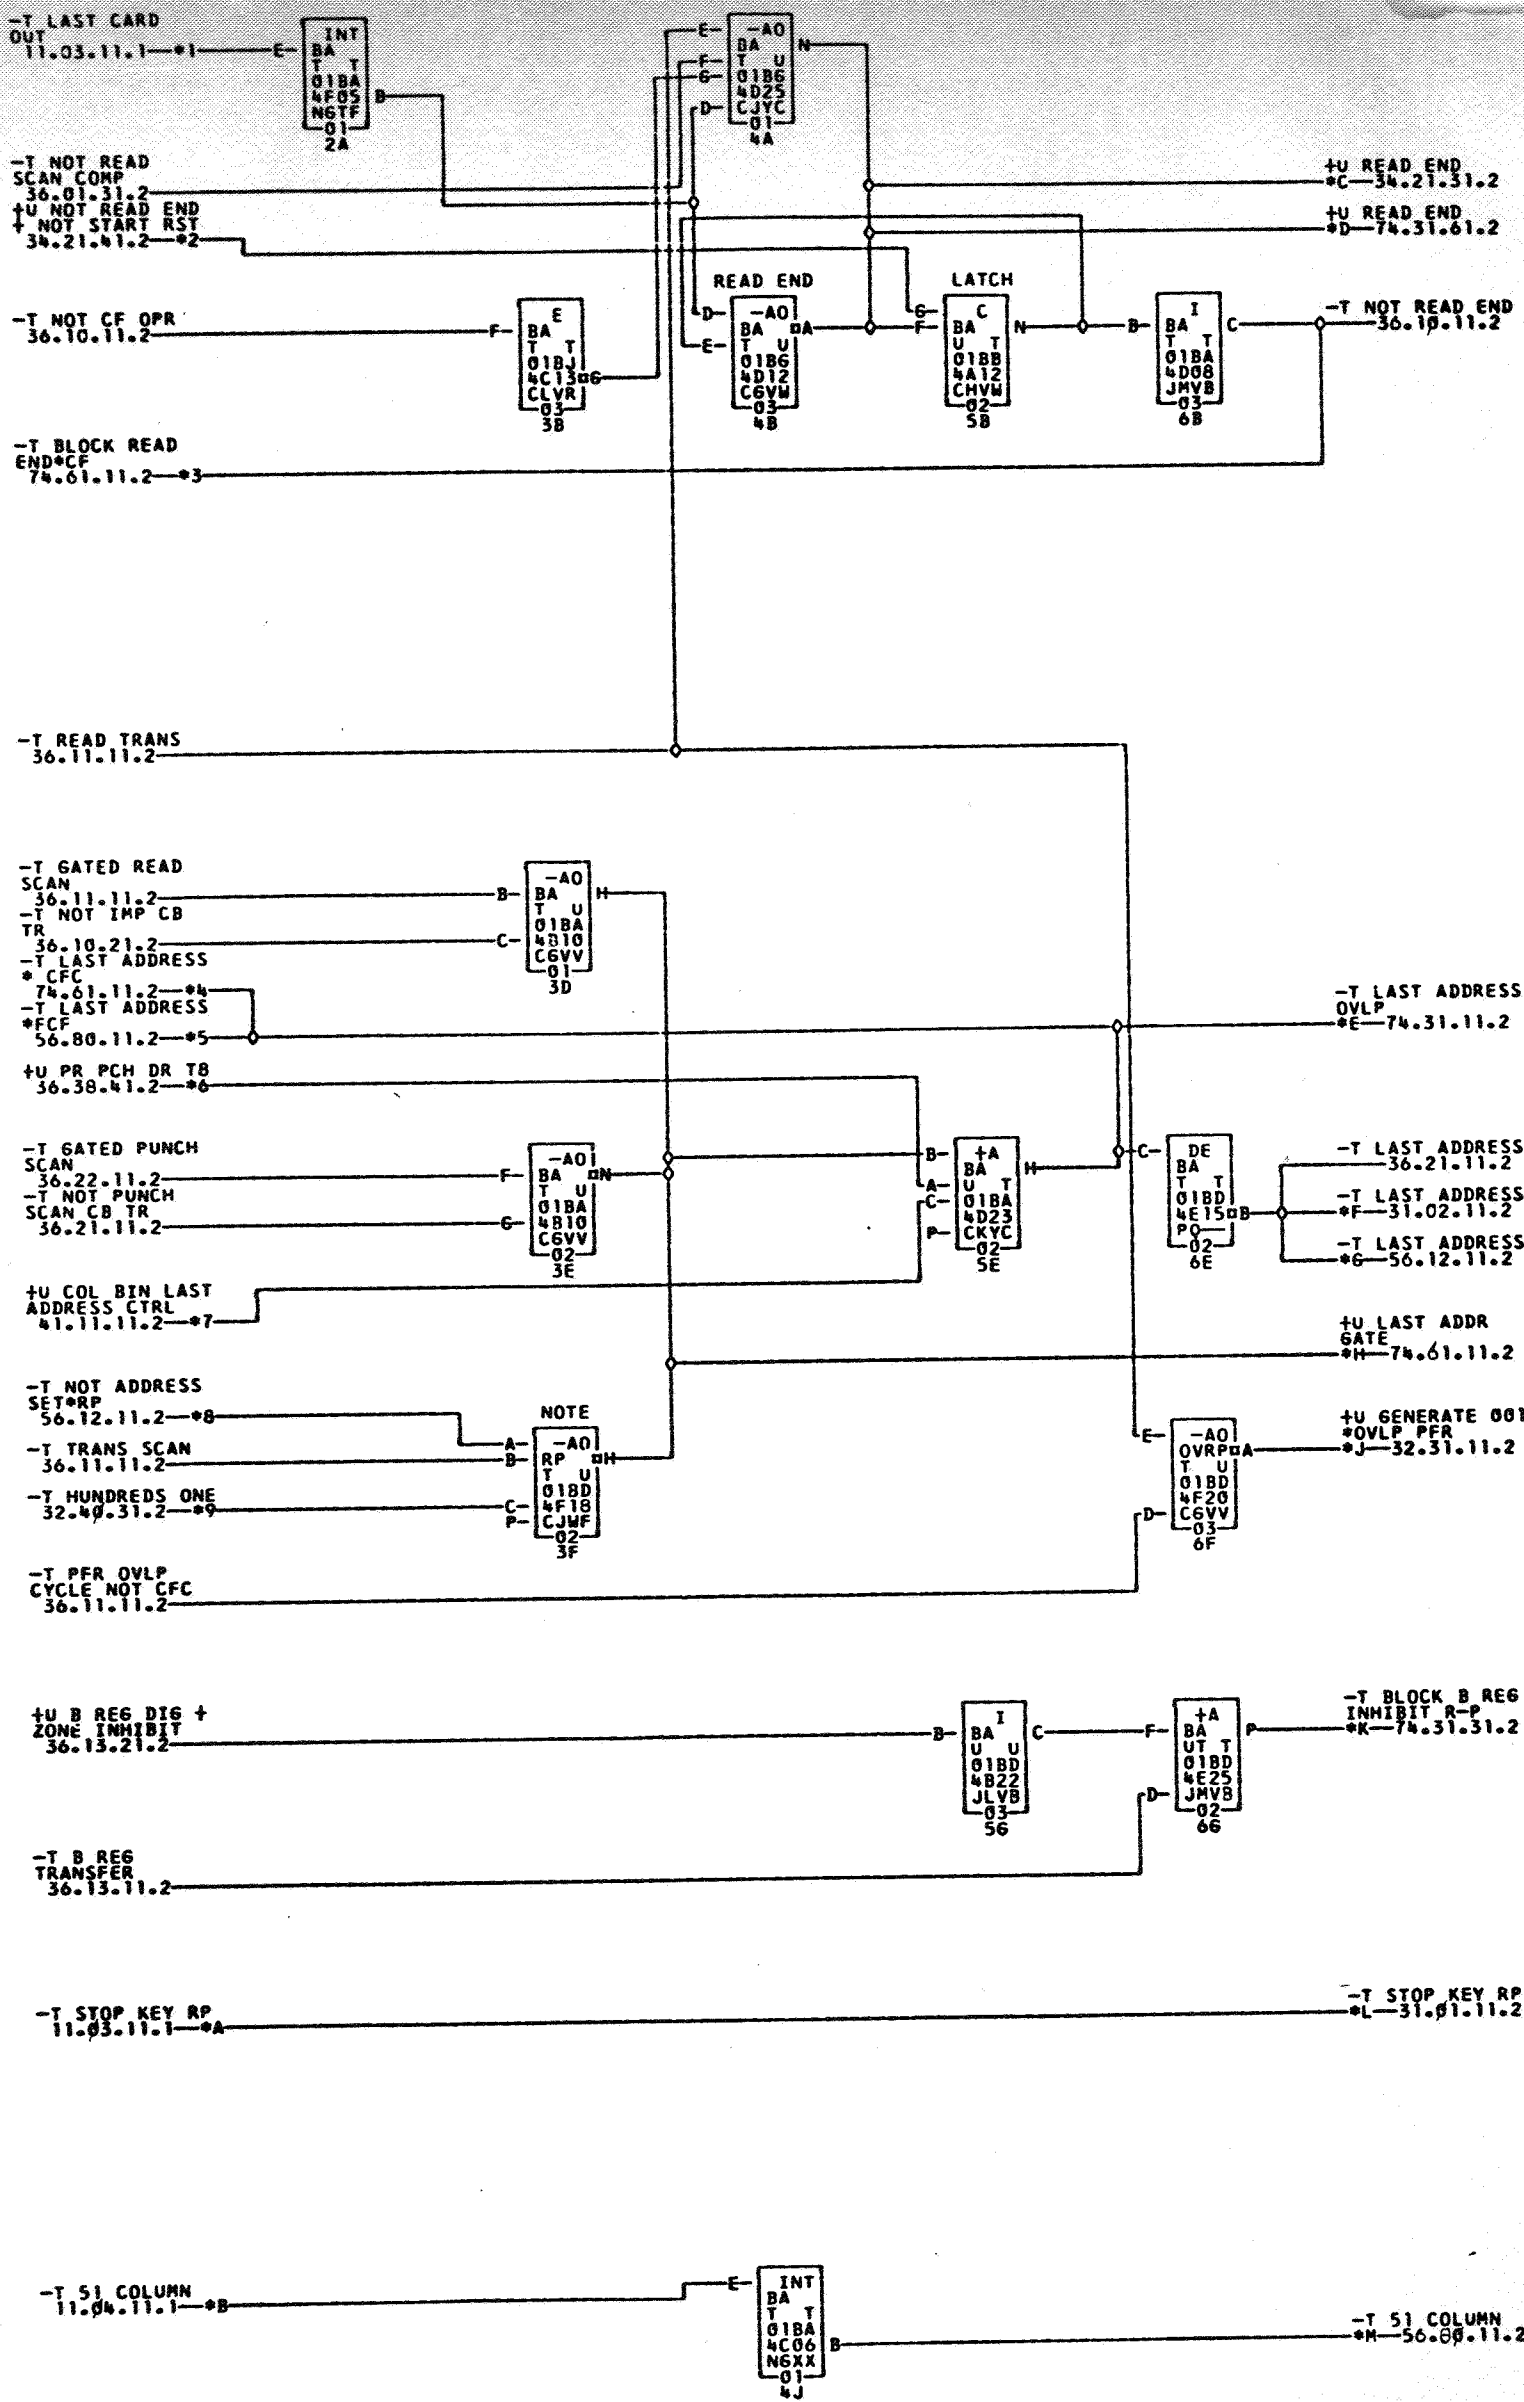 -T LAST CARD
OUT
11.03.11.1—*1
E
INT
BA
T T
01BA
4F05
NGTF
01
2A
B
E
F
G
D
-AO
BA
T U
01B6
4D25
CJYC
01
4A
N
-T NOT READ
SCAN COMP
36.01.31.2
+U NOT READ END
+ NOT START RST
34.21.41.2—*2
+U READ END
*C—34.21.31.2
+U READ END
*D—74.31.61.2
-T NOT CF OPR
36.10.11.2
F
E
BA
T T
01BJ
4C13
CLVR
03
3B
G
READ END
D
E
-AO
BA
T U
01B6
4D12
CGVW
03
4B
A
LATCH
G
F
C
BA
U T
01BB
4A12
CHVW
02
5B
N
B
I
BA
T T
01BA
4D08
JMVB
03
6B
C
-T NOT READ END
36.10.11.2
-T BLOCK READ
END*CF
74.61.11.2—*3
-T READ TRANS
36.11.11.2
-T GATED READ
SCAN
36.11.11.2
-T NOT IMP CB
TR
36.10.21.2
B
C
-AO
BA
T U
01BA
4B10
CGVV
01
3D
H
-T LAST ADDRESS
* CFC
74.61.11.2—*4
-T LAST ADDRESS
*FCF
56.80.11.2—*5
-T LAST ADDRESS
OVLP
*E—74.31.11.2
+U PR PCH DR T8
36.38.41.2—*6
-T GATED PUNCH
SCAN
36.22.11.2
-T NOT PUNCH
SCAN CB TR
36.21.11.2
F
G
-AO
BA
T U
01BA
4B10
CGVV
02
3E
N
B
A
C
P
+A
BA
U T
01BA
4D23
CKYC
02
5E
H
C
DE
BA
T T
01BD
4E15
PQ—
02
6E
B
-T LAST ADDRESS
36.21.11.2
-T LAST ADDRESS
*F—31.02.11.2
-T LAST ADDRESS
*G—56.12.11.2
+U COL BIN LAST
ADDRESS CTRL
41.11.11.2—*7
+U LAST ADDR
GATE
*H—74.61.11.2
-T NOT ADDRESS
SET*RP
56.12.11.2—*8
-T TRANS SCAN
36.11.11.2
-T HUNDREDS ONE
32.40.31.2—*9
NOTE
A
B
C
P
-AO
RP
T U
01BD
4F18
CJWF
02
3F
H
E
D
-AO
OVRP
T U
01BD
4F20
CGVV
03
6F
A
+U GENERATE 001
*OVLP PFR
*J—32.31.11.2
-T PFR OVLP
CYCLE NOT CFC
36.11.11.2
+U B REG DIG +
ZONE INHIBIT
36.13.21.2
B
I
BA
U U
01BD
4B22
JLVB
03
5G
C
F
D
+A
BA
UT T
01BD
4E25
JMVB
02
6G
P
-T BLOCK B REG
INHIBIT R-P
*K—74.31.31.2
-T B REG
TRANSFER
36.13.11.2
-T STOP KEY RP
11.03.11.1—*A
-T STOP KEY RP
*L—31.01.11.2
-T 51 COLUMN
11.04.11.1—*B
E
INT
BA
T T
01BA
4C06
NGXX
01
4J
B
-T 51 COLUMN
*M—56.80.11.2